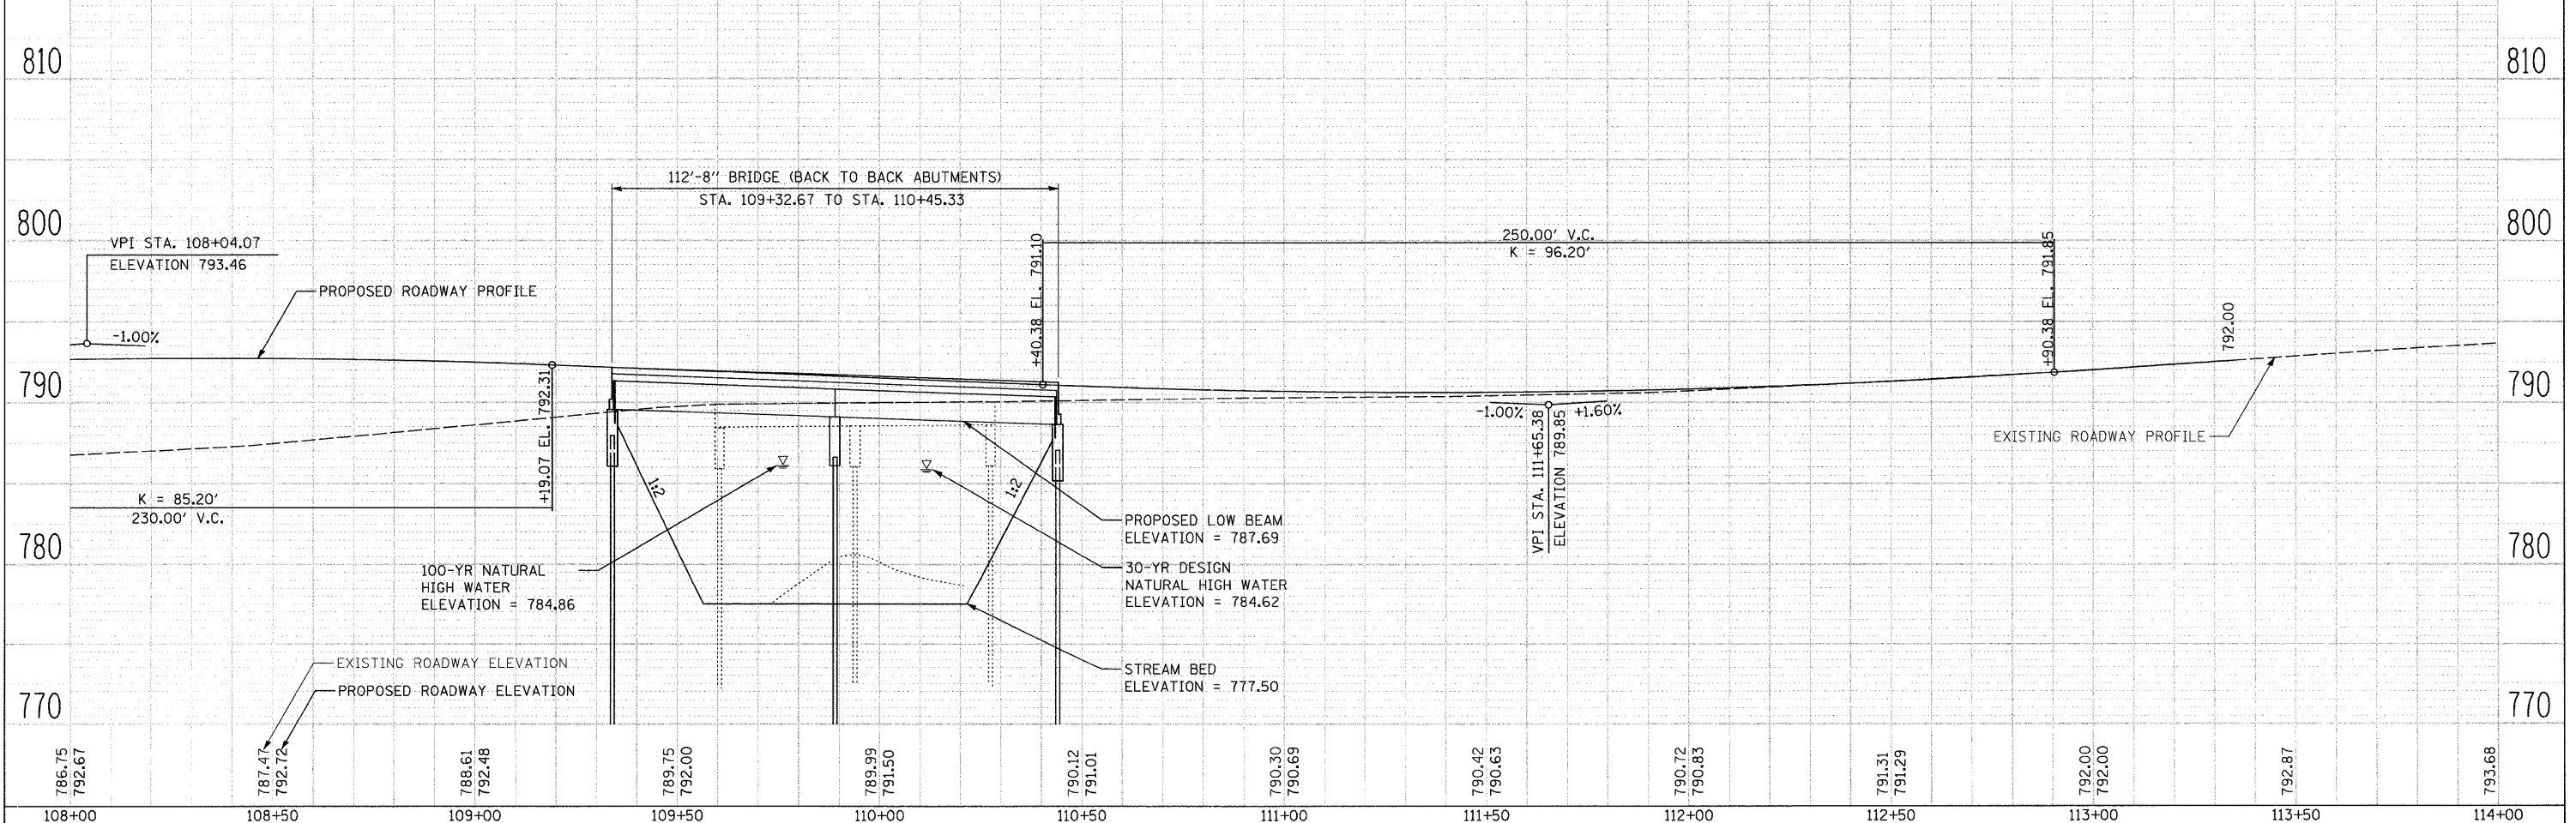 810
810
112'-8" BRIDGE (BACK TO BACK ABUTMENTS)
STA. 109+32.67 TO STA. 110+45.33
800
800
VPI STA. 108+04.07
ELEVATION 793.46
250.00' V.C.
K = 96.20'
+40.38 EL. 791.10
+90.38 EL. 791.85
PROPOSED ROADWAY PROFILE
-1.00%
792.00
790
790
+19.07 EL. 792.31
-1.00%
+1.60%
VPI STA. 111+65.38
ELEVATION 789.85
EXISTING ROADWAY PROFILE
K = 85.20'
230.00' V.C.
1:2
1:2
PROPOSED LOW BEAM
ELEVATION = 787.69
780
780
100-YR NATURAL
HIGH WATER
ELEVATION = 784.86
30-YR DESIGN
NATURAL HIGH WATER
ELEVATION = 784.62
EXISTING ROADWAY ELEVATION
PROPOSED ROADWAY ELEVATION
STREAM BED
ELEVATION = 777.50
770
770
786.75
792.67
787.47
792.72
788.61
792.48
789.75
792.00
789.99
791.50
790.12
791.01
790.30
790.69
790.42
790.63
790.72
790.83
791.31
791.29
792.00
792.00
792.87
793.68
108+00
108+50
109+00
109+50
110+00
110+50
111+00
111+50
112+00
112+50
113+00
113+50
114+00